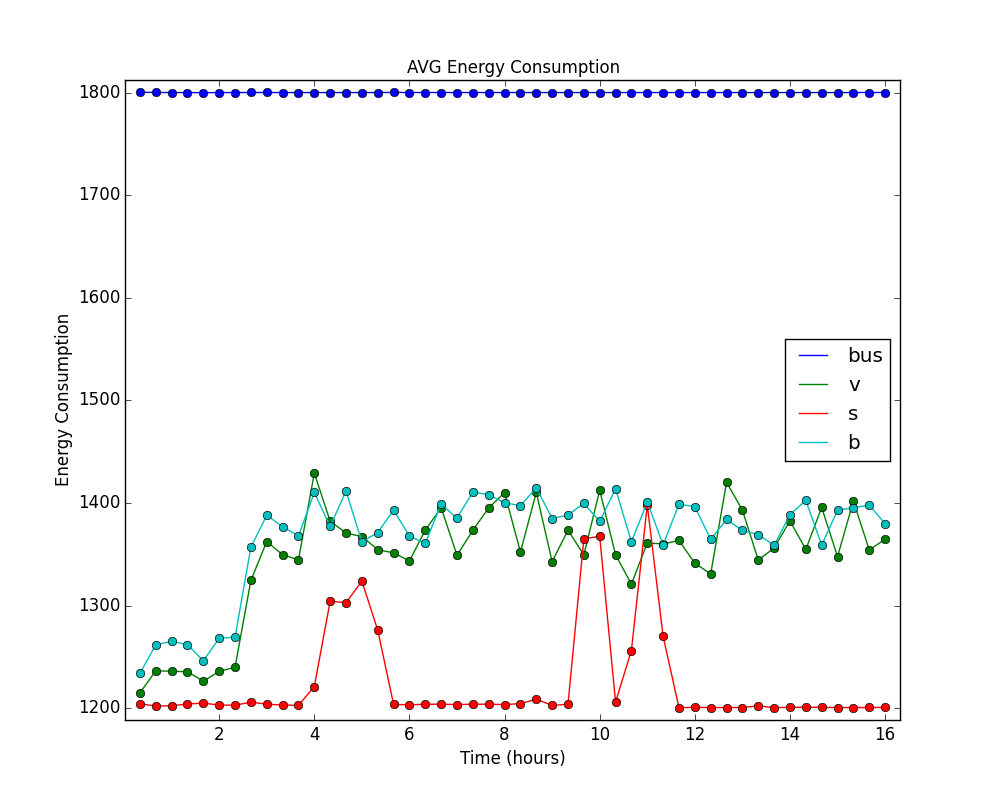 AVG Energy Consumption
1800
1700
1600
1500
1400
1300
1200
Energy Consumption
bus
v
s
b
2 4 6 8 10 12 14 16
Time (hours)